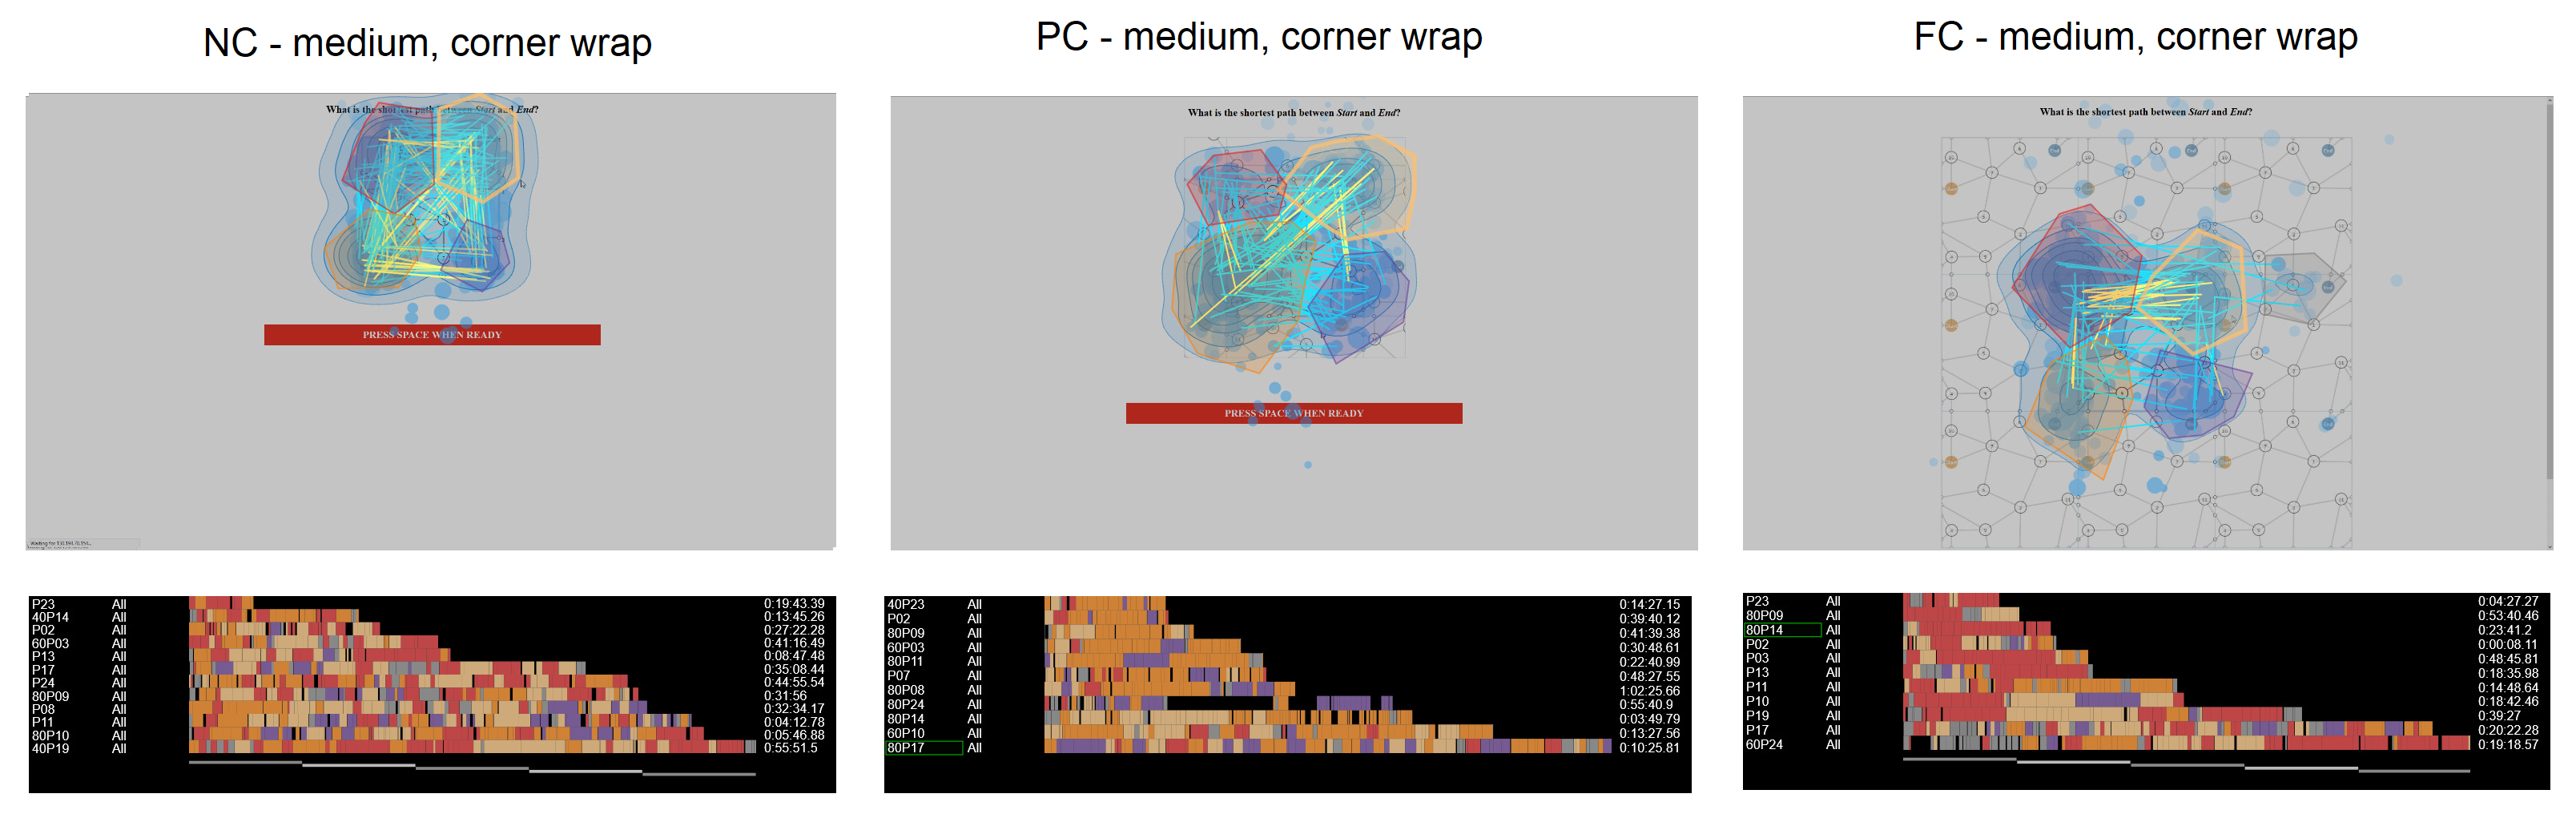 NC - medium, corner wrap
PC - medium, corner wrap
FC - medium, corner wrap
What is the shortest path between Start and End?
PRESS SPACE WHEN READY
What is the shortest path between Start and End?
PRESS SPACE WHEN READY
What is the shortest path between Start and End?
P23 All 0:19:43.39
40P14 All 0:13:45.26
P02 All 0:27:22.28
60P03 All 0:41:16.49
P13 All 0:08:47.48
P17 All 0:35:08.44
P24 All 0:44:55.54
80P09 All 0:31:56
P08 All 0:32:34.17
P11 All 0:04:12.78
80P10 All 0:05:46.88
40P19 All 0:55:51.5
40P23 All 0:14:27.15
P02 All 0:39:40.12
80P09 All 0:41:39.38
60P03 All 0:30:48.61
80P11 All 0:22:40.99
P07 All 0:48:27.55
80P08 All 1:02:25.66
80P24 All 0:55:40.9
80P14 All 0:03:49.79
60P10 All 0:13:27.56
80P17 All 0:10:25.81
P23 All 0:04:27.27
80P09 All 0:53:40.46
80P14 All 0:23:41.2
P02 All 0:00:08.11
P03 All 0:48:45.81
P13 All 0:18:35.98
P11 All 0:14:48.64
P10 All 0:18:42.46
P19 All 0:39:27
P17 All 0:20:22.28
60P24 All 0:19:18.57